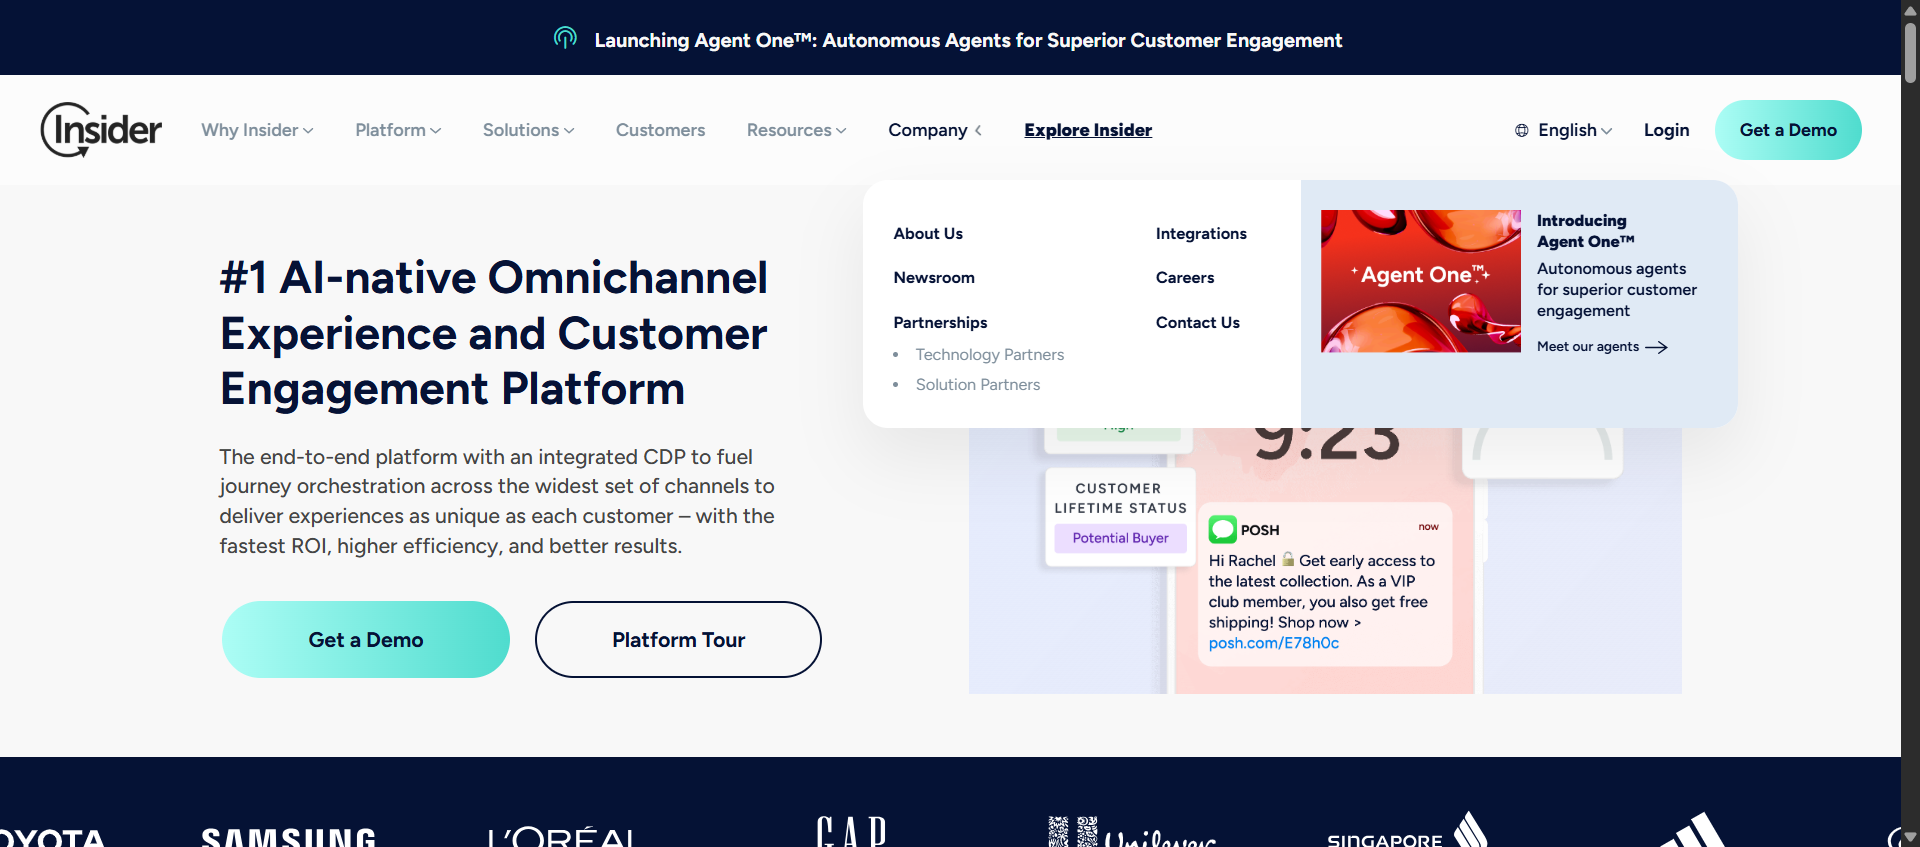 Launching Agent One™: Autonomous Agents for Superior Customer Engagement
Insider
Why Insider
Platform
Solutions
Customers
Resources
Company
Explore Insider
English
Login
Get a Demo
About Us
Newsroom
Partnerships
• Technology Partners
• Solution Partners
Integrations
Careers
Contact Us
Agent One™
Introducing
Agent One™
Autonomous agents
for superior customer
engagement
Meet our agents
#1 AI-native Omnichannel
Experience and Customer
Engagement Platform
The end-to-end platform with an integrated CDP to fuel
journey orchestration across the widest set of channels to
deliver experiences as unique as each customer – with the
fastest ROI, higher efficiency, and better results.
Get a Demo
Platform Tour
9:23
CUSTOMER
LIFETIME STATUS
Potential Buyer
POSH
now
Hi Rachel 🔓 Get early access to
the latest collection. As a VIP
club member, you also get free
shipping! Shop now >
posh.com/E78h0c
OYOTA
SAMSUNG
L'ORÉAL
GAP
Unilever
SINGAPORE